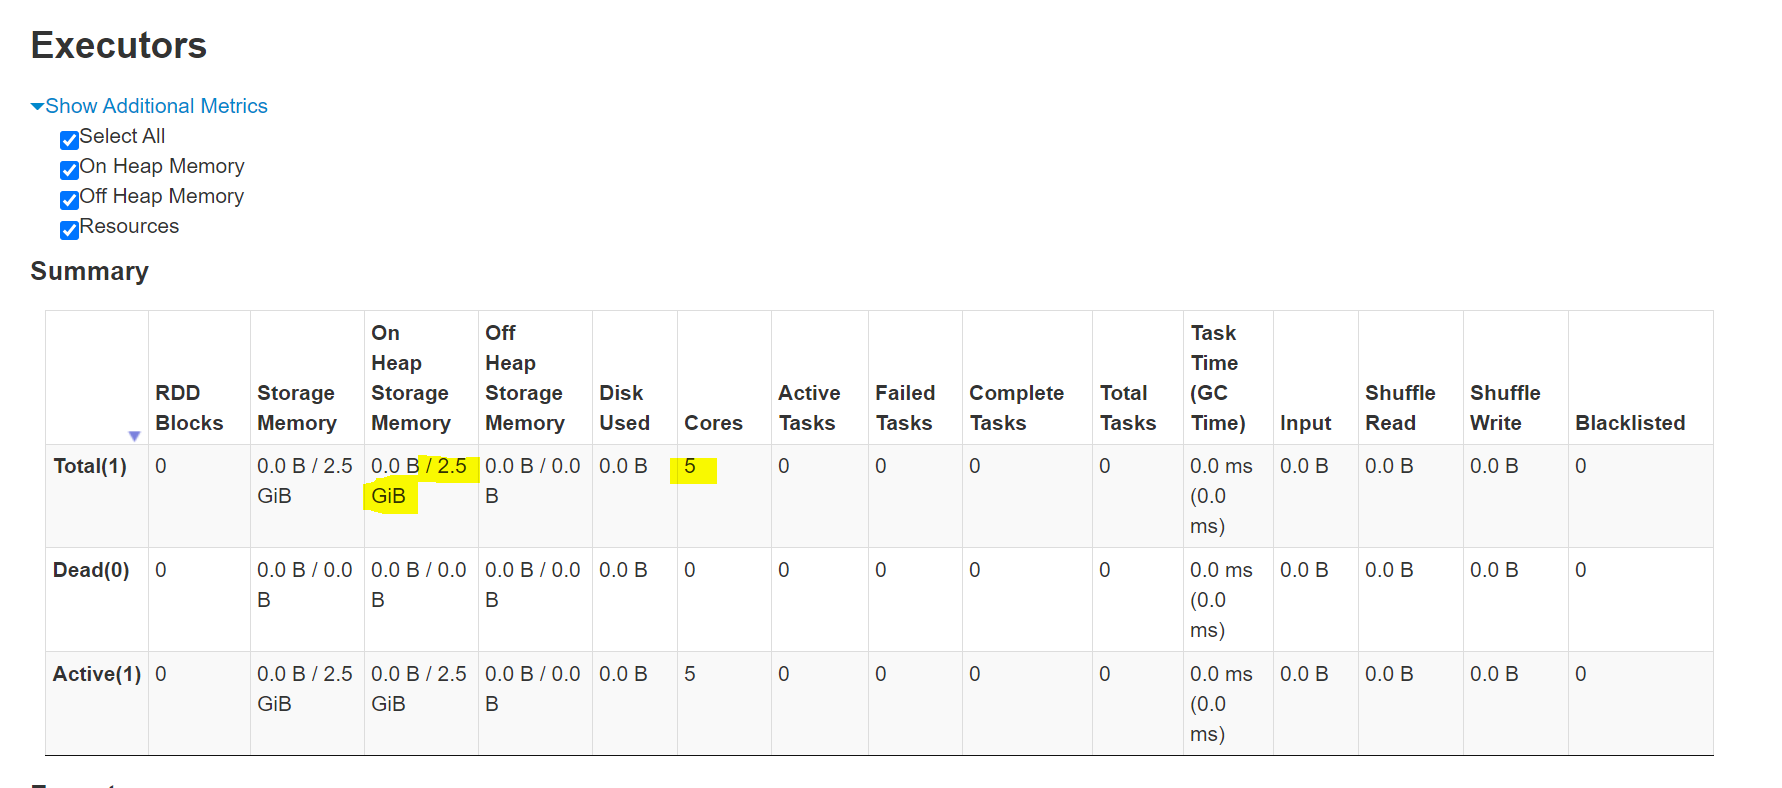 Executors
Show Additional Metrics
Select All
On Heap Memory
Off Heap Memory
Resources
Summary
RDD Blocks
Storage Memory
On Heap Storage Memory
Off Heap Storage Memory
Disk Used
Cores
Active Tasks
Failed Tasks
Complete Tasks
Total Tasks
Task Time (GC Time)
Input
Shuffle Read
Shuffle Write
Blacklisted
Total(1) 0 0.0 B / 2.5 GiB 0.0 B / 2.5 GiB 0.0 B / 0.0 B 0.0 B 5 0 0 0 0 0.0 ms (0.0 ms) 0.0 B 0.0 B 0.0 B 0
Dead(0) 0 0.0 B / 0.0 B 0.0 B / 0.0 B 0.0 B / 0.0 B 0.0 B 0 0 0 0 0 0.0 ms (0.0 ms) 0.0 B 0.0 B 0.0 B 0
Active(1) 0 0.0 B / 2.5 GiB 0.0 B / 2.5 GiB 0.0 B / 0.0 B 0.0 B 5 0 0 0 0 0.0 ms (0.0 ms) 0.0 B 0.0 B 0.0 B 0